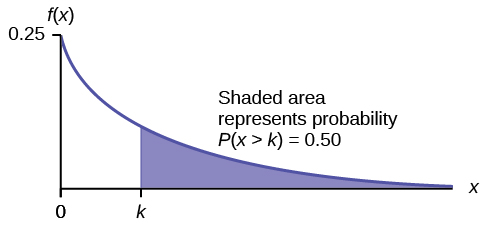 f(x)
0.25
Shaded area
represents probability
P(x > k) = 0.50
x
0
k